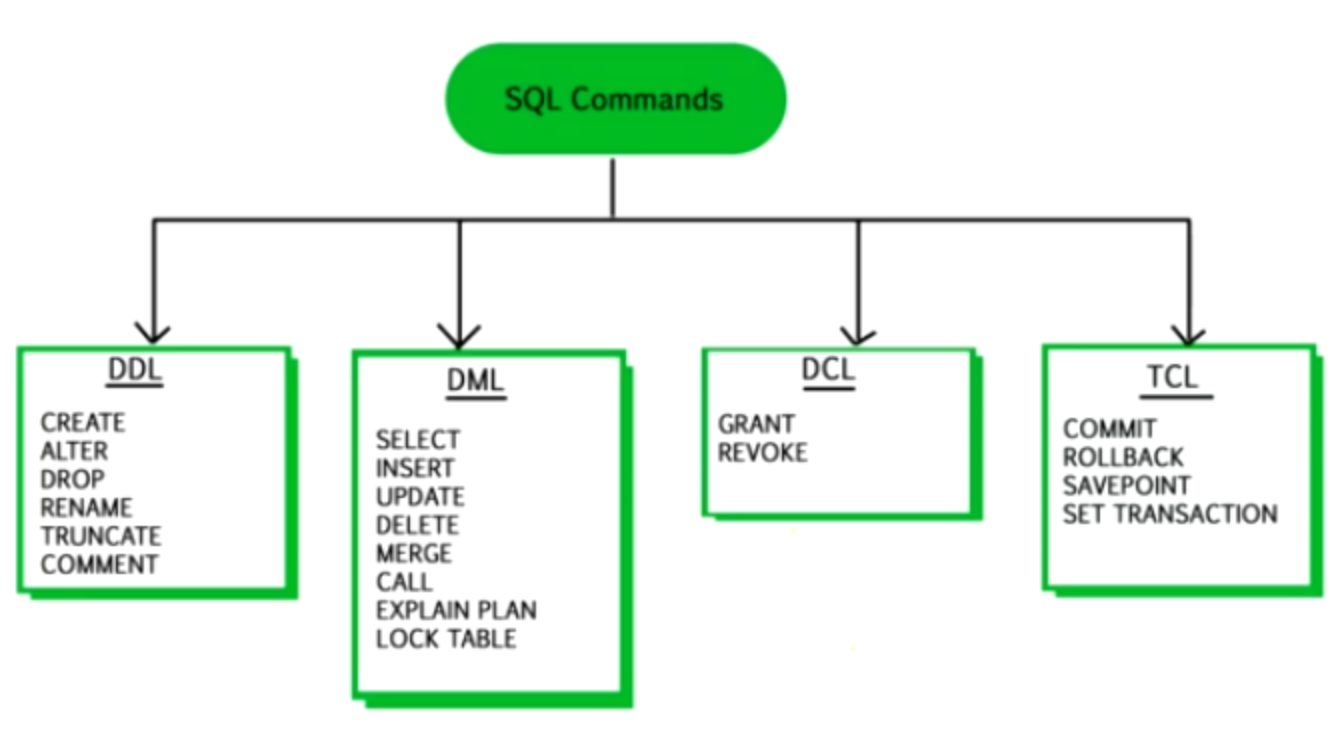 SQL Commands
DDL
CREATE
ALTER
DROP
RENAME
TRUNCATE
COMMENT
DML
SELECT
INSERT
UPDATE
DELETE
MERGE
CALL
EXPLAIN PLAN
LOCK TABLE
DCL
GRANT
REVOKE
TCL
COMMIT
ROLLBACK
SAVEPOINT
SET TRANSACTION